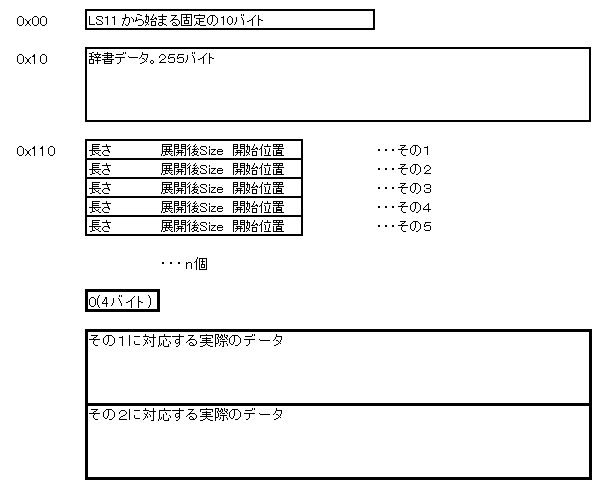 0x00 LS11 から始まる固定の10バイト
0x10 辞書データ。255バイト
0x110 長さ 展開後Size 開始位置 ・・・その1
長さ 展開後Size 開始位置 ・・・その2
長さ 展開後Size 開始位置 ・・・その3
長さ 展開後Size 開始位置 ・・・その4
長さ 展開後Size 開始位置 ・・・その5
・・・n個
0(4バイト)
その1に対応する実際のデータ
その2に対応する実際のデータ